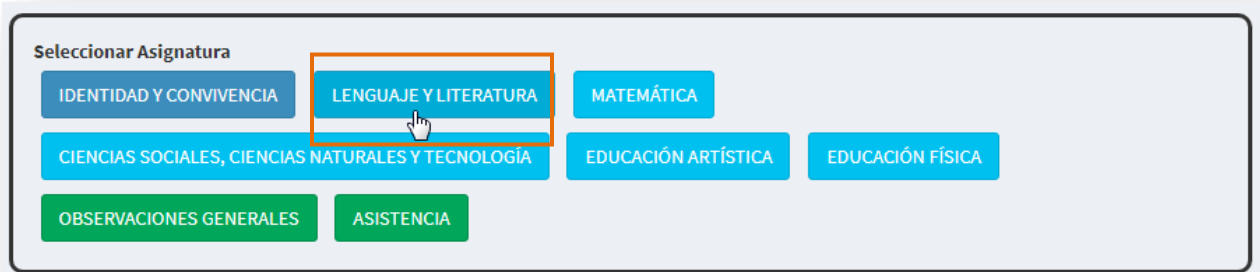 Seleccionar Asignatura
IDENTIDAD Y CONVIVENCIA LENGUAJE Y LITERATURA MATEMÁTICA
CIENCIAS SOCIALES, CIENCIAS NATURALES Y TECNOLOGÍA EDUCACIÓN ARTÍSTICA EDUCACIÓN FÍSICA
OBSERVACIONES GENERALES ASISTENCIA